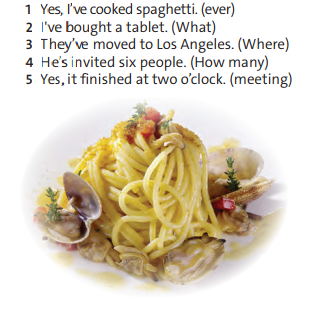 1 Yes, I've cooked spaghetti. (ever)
2 I've bought a tablet. (What)
3 They've moved to Los Angeles. (Where)
4 He's invited six people. (How many)
5 Yes, it finished at two o'clock. (meeting)